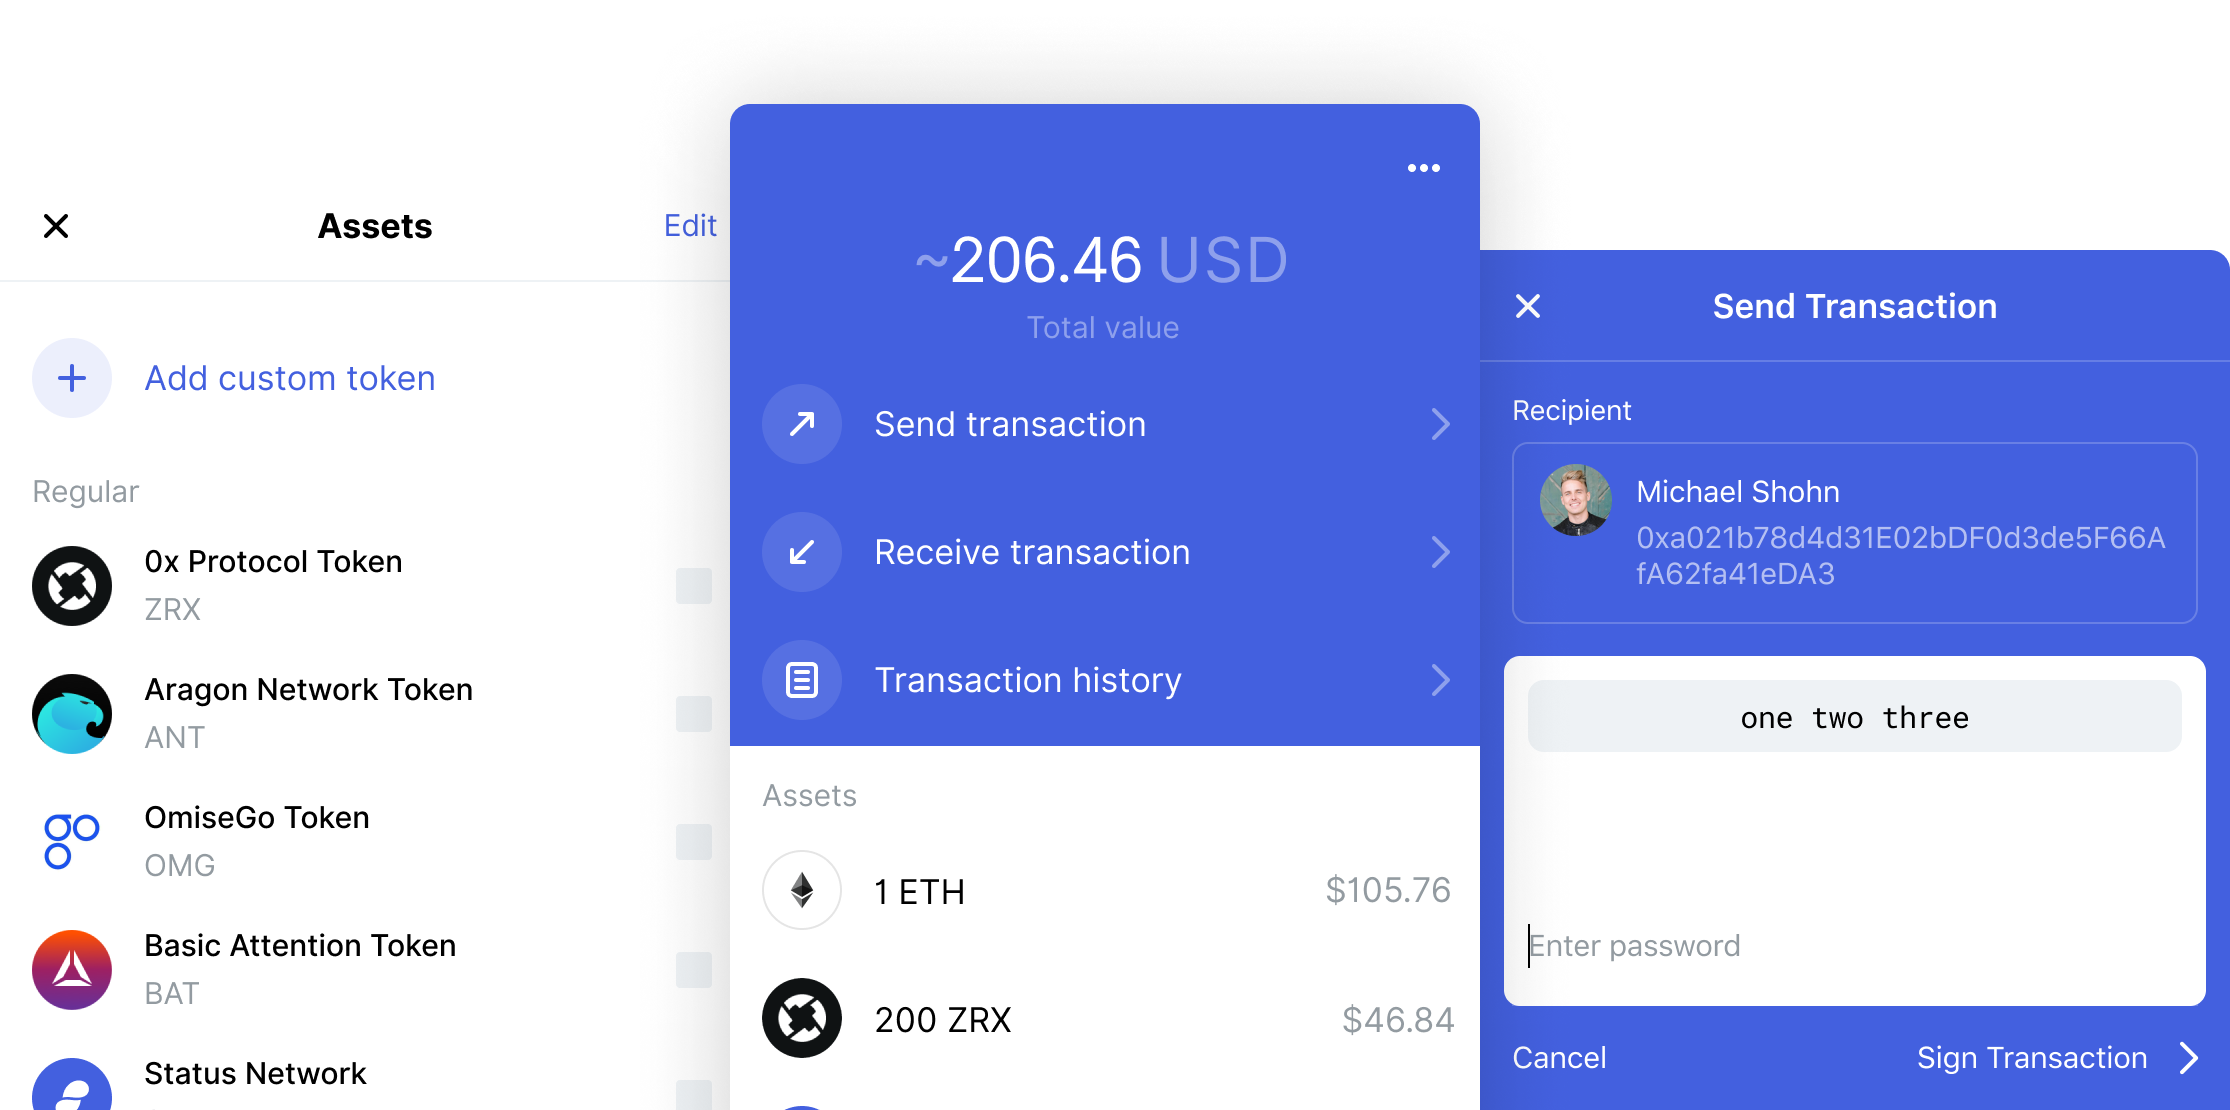 Assets
Edit
Add custom token
Regular
0x Protocol Token
ZRX
Aragon Network Token
ANT
OmiseGo Token
OMG
Basic Attention Token
BAT
Status Network
~206.46 USD
Total value
Send transaction
Receive transaction
Transaction history
Assets
1 ETH
$105.76
200 ZRX
$46.84
Send Transaction
Recipient
Michael Shohn
0xa021b78d4d31E02bDF0d3de5F66A
fA62fa41eDA3
one two three
Enter password
Cancel
Sign Transaction